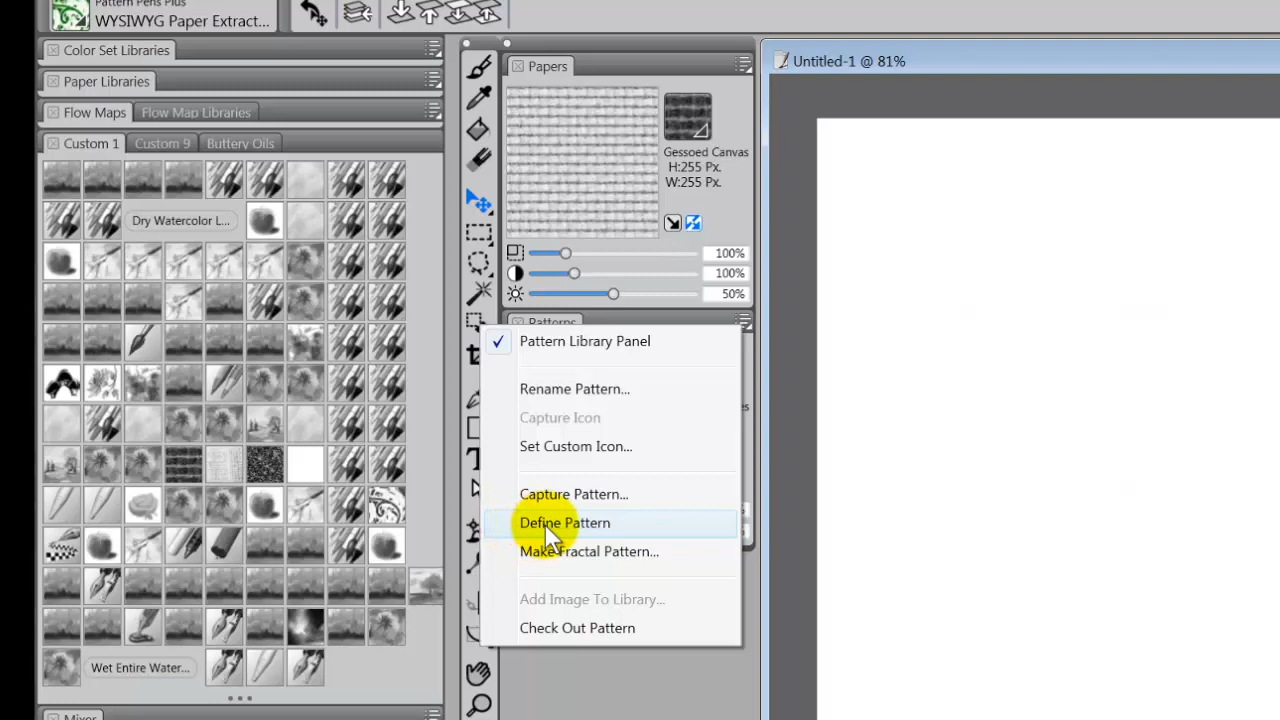 Pattern Pens Plus
WYSIWYG Paper Extract...
Color Set Libraries
Paper Libraries
Flow Maps
Flow Map Libraries
Custom 1
Custom 9
Buttery Oils
Dry Watercolor L...
Wet Entire Water...
Mixer
Papers
Gessoed Canvas
H:255 Px.
W:255 Px.
100%
100%
50%
Patterns
Pattern Library Panel
Rename Pattern...
Capture Icon
Set Custom Icon...
Capture Pattern...
Define Pattern
Make Fractal Pattern...
Add Image To Library...
Check Out Pattern
Untitled-1 @ 81%